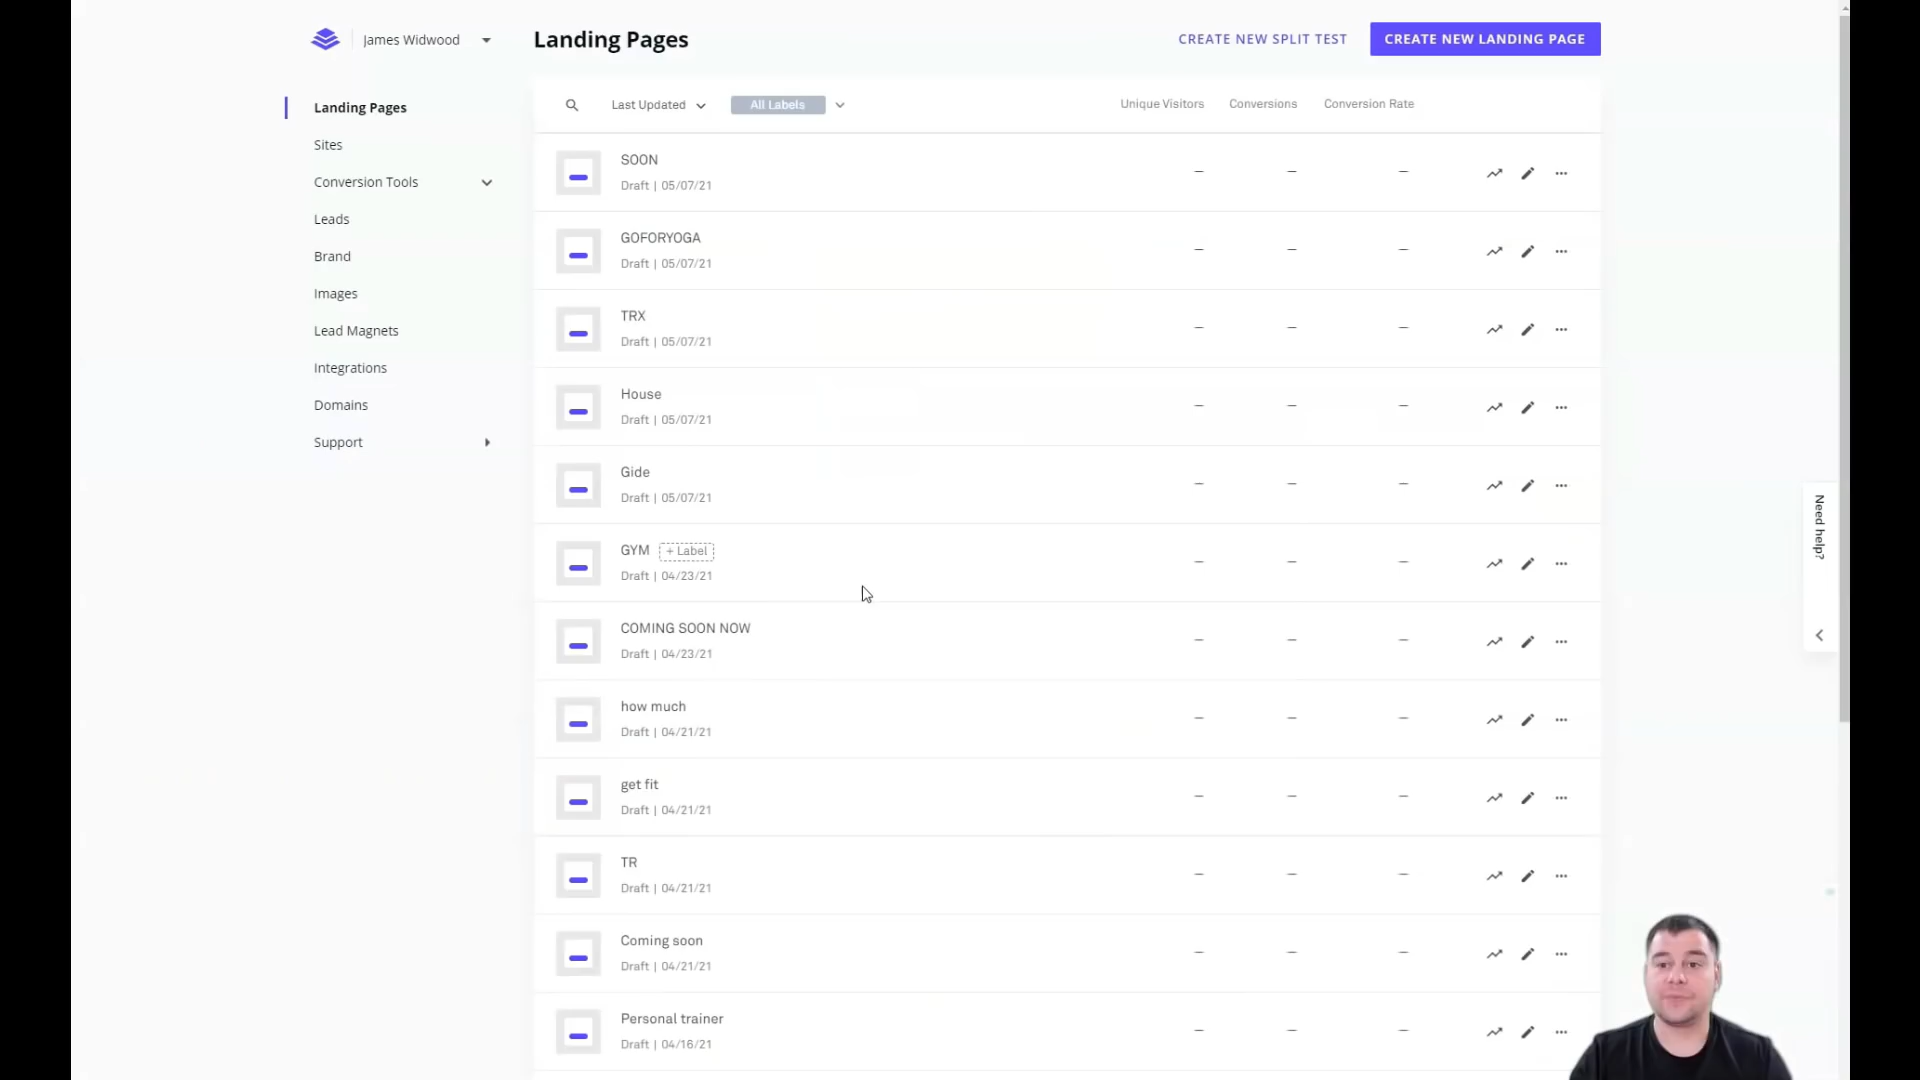 James Widwood
Landing Pages
CREATE NEW SPLIT TEST
CREATE NEW LANDING PAGE
Landing Pages
Sites
Conversion Tools
Leads
Brand
Images
Lead Magnets
Integrations
Domains
Support
Last Updated
All Labels
Unique Visitors
Conversions
Conversion Rate
SOON
Draft | 05/07/21
GOFORYOGA
Draft | 05/07/21
TRX
Draft | 05/07/21
House
Draft | 05/07/21
Gide
Draft | 05/07/21
GYM + Label
Draft | 04/23/21
COMING SOON NOW
Draft | 04/23/21
how much
Draft | 04/21/21
get fit
Draft | 04/21/21
TR
Draft | 04/21/21
Coming soon
Draft | 04/21/21
Personal trainer
Draft | 04/16/21
Need help?